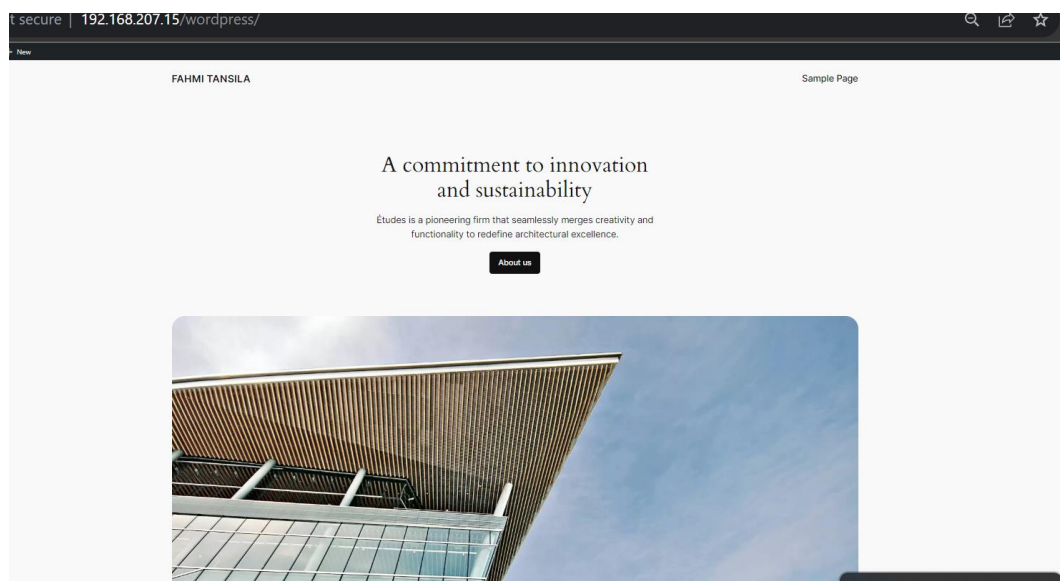 t secure | 192.168.207.15/wordpress/
New
FAHMI TANSILA
Sample Page
A commitment to innovation
and sustainability
Études is a pioneering firm that seamlessly merges creativity and
functionality to redefine architectural excellence.
About us